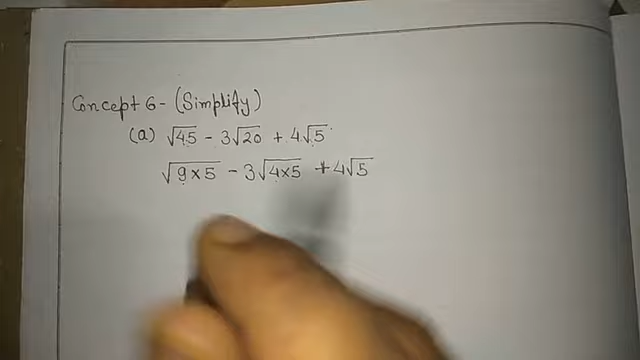 Concept 6- (Simplify)
(a) √45 - 3√20 + 4√5
√9×5 - 3√4×5 + 4√5